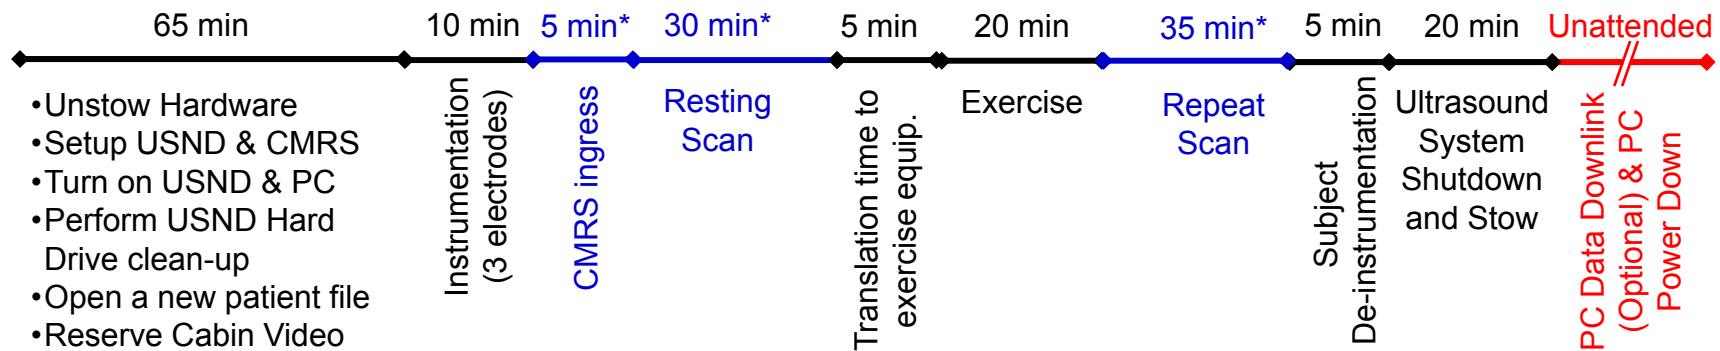 65 min
10 min
5 min*
30 min*
5 min
20 min
35 min*
5 min
20 min
Unattended
•Unstow Hardware
•Setup USND & CMRS
•Turn on USND & PC
•Perform USND Hard
Drive clean-up
•Open a new patient file
•Reserve Cabin Video
Instrumentation
(3 electrodes)
CMRS ingress
Resting
Scan
Translation time to
exercise equip.
Exercise
Repeat
Scan
Subject
De-instrumentation
Ultrasound
System
Shutdown
and Stow
PC Data Downlink
(Optional) & PC
Power Down